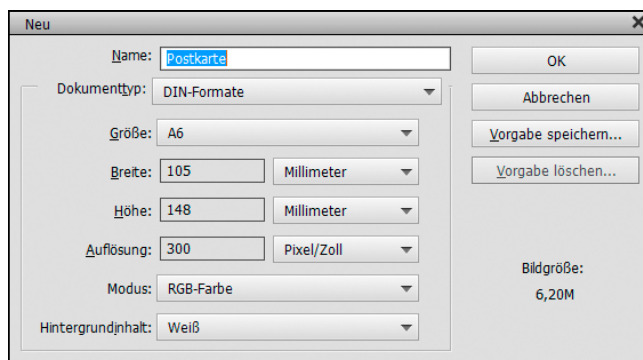 Neu
Name: Postkarte
Dokumenttyp: DIN-Formate
Größe: A6
Breite: 105 Millimeter
Höhe: 148 Millimeter
Auflösung: 300 Pixel/Zoll
Modus: RGB-Farbe
Hintergrundinhalt: Weiß
OK
Abbrechen
Vorgabe speichern...
Vorgabe löschen...
Bildgröße:
6,20M